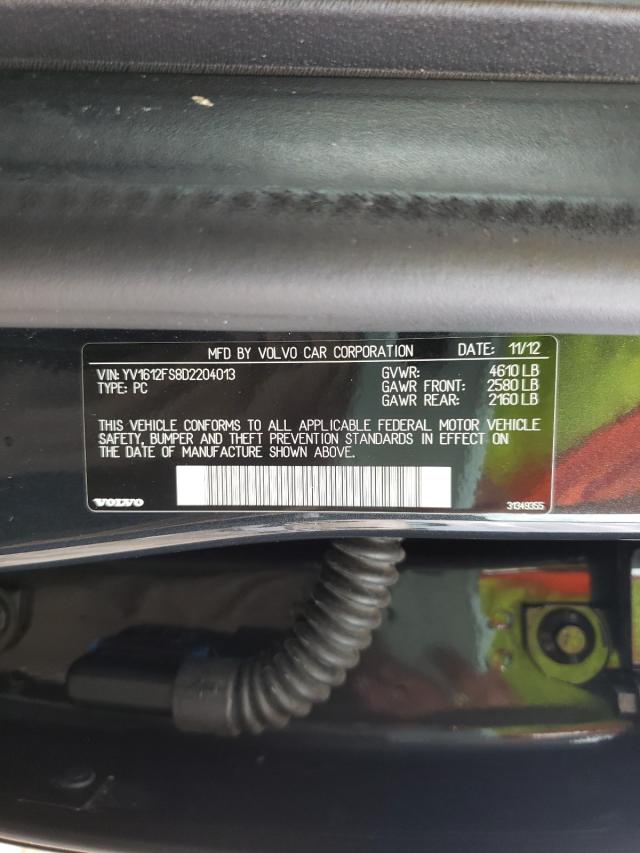 MFD BY VOLVO CAR CORPORATION DATE: 11/12
VIN: YV1612FS8D2204013 GVWR: 4610 LB
TYPE: PC GAWR FRONT: 2580 LB
GAWR REAR: 2160 LB
THIS VEHICLE CONFORMS TO ALL APPLICABLE FEDERAL MOTOR VEHICLE
SAFETY, BUMPER AND THEFT PREVENTION STANDARDS IN EFFECT ON
THE DATE OF MANUFACTURE SHOWN ABOVE.
VOLVO 31349355